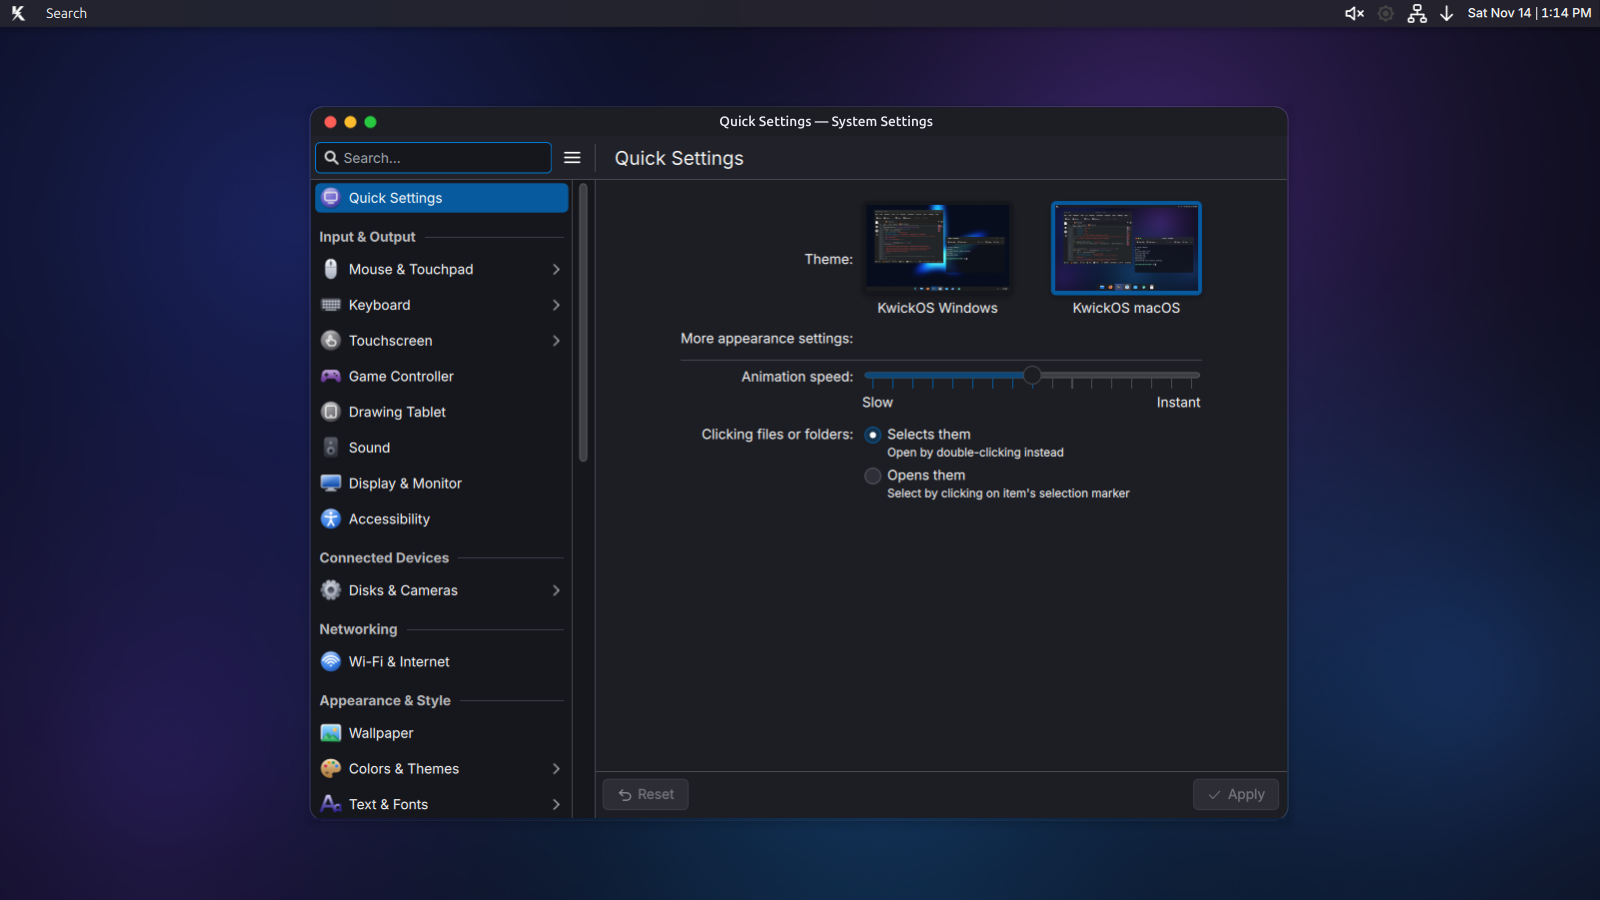 Search
Sat Nov 14 | 1:14 PM
Quick Settings — System Settings
Search...
Quick Settings
Quick Settings
Input & Output
Mouse & Touchpad
Keyboard
Touchscreen
Game Controller
Drawing Tablet
Sound
Display & Monitor
Accessibility
Connected Devices
Disks & Cameras
Networking
Wi-Fi & Internet
Appearance & Style
Wallpaper
Colors & Themes
Text & Fonts
Theme:
KwickOS Windows
KwickOS macOS
More appearance settings:
Animation speed:
Slow
Instant
Clicking files or folders:
Selects them
Open by double-clicking instead
Opens them
Select by clicking on item's selection marker
Reset
Apply